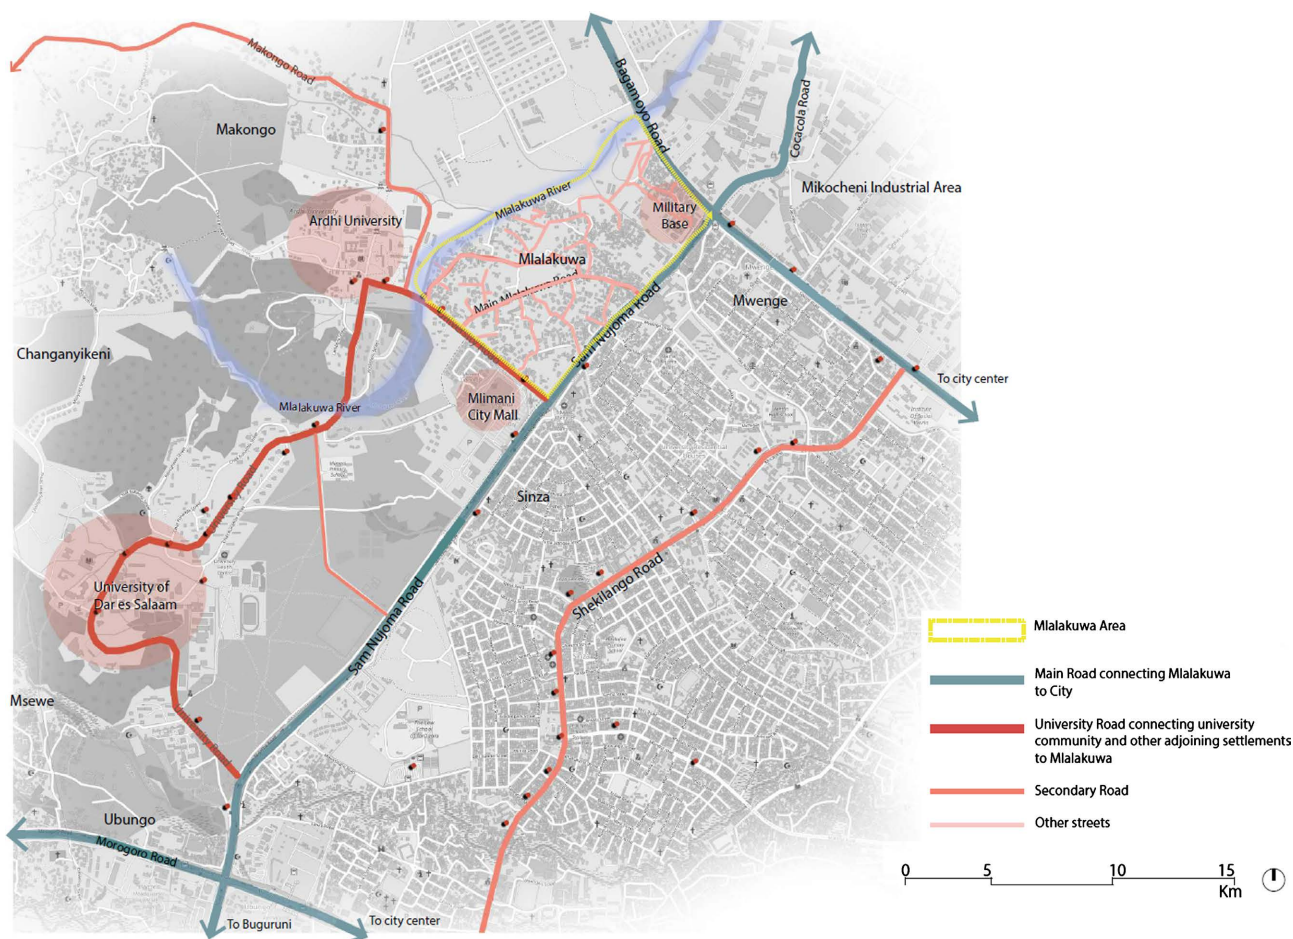 Makongo Road
Bagamoyo Road
Cocacola Road
Makongo
Mikocheni Industrial Area
Mlalakuwa River
Military
Base
Ardhi University
Mlalakuwa
Main Mlalakuwa Road
Mwenge
Sam Nujoma Road
Changanyikeni
To city center
Mlimani
City Mall
Mlalakuwa River
Sinza
University of
Dar es Salaam
Shekilango Road
Sam Nujoma Road
Msewe
University Road
Ubungo
Morogoro Road
To Buguruni
To city center
Mlalakuwa Area
Main Road connecting Mlalakuwa
to City
University Road connecting university
community and other adjoining settlements
to Mlalakuwa
Secondary Road
Other streets
0 5 10 15
Km